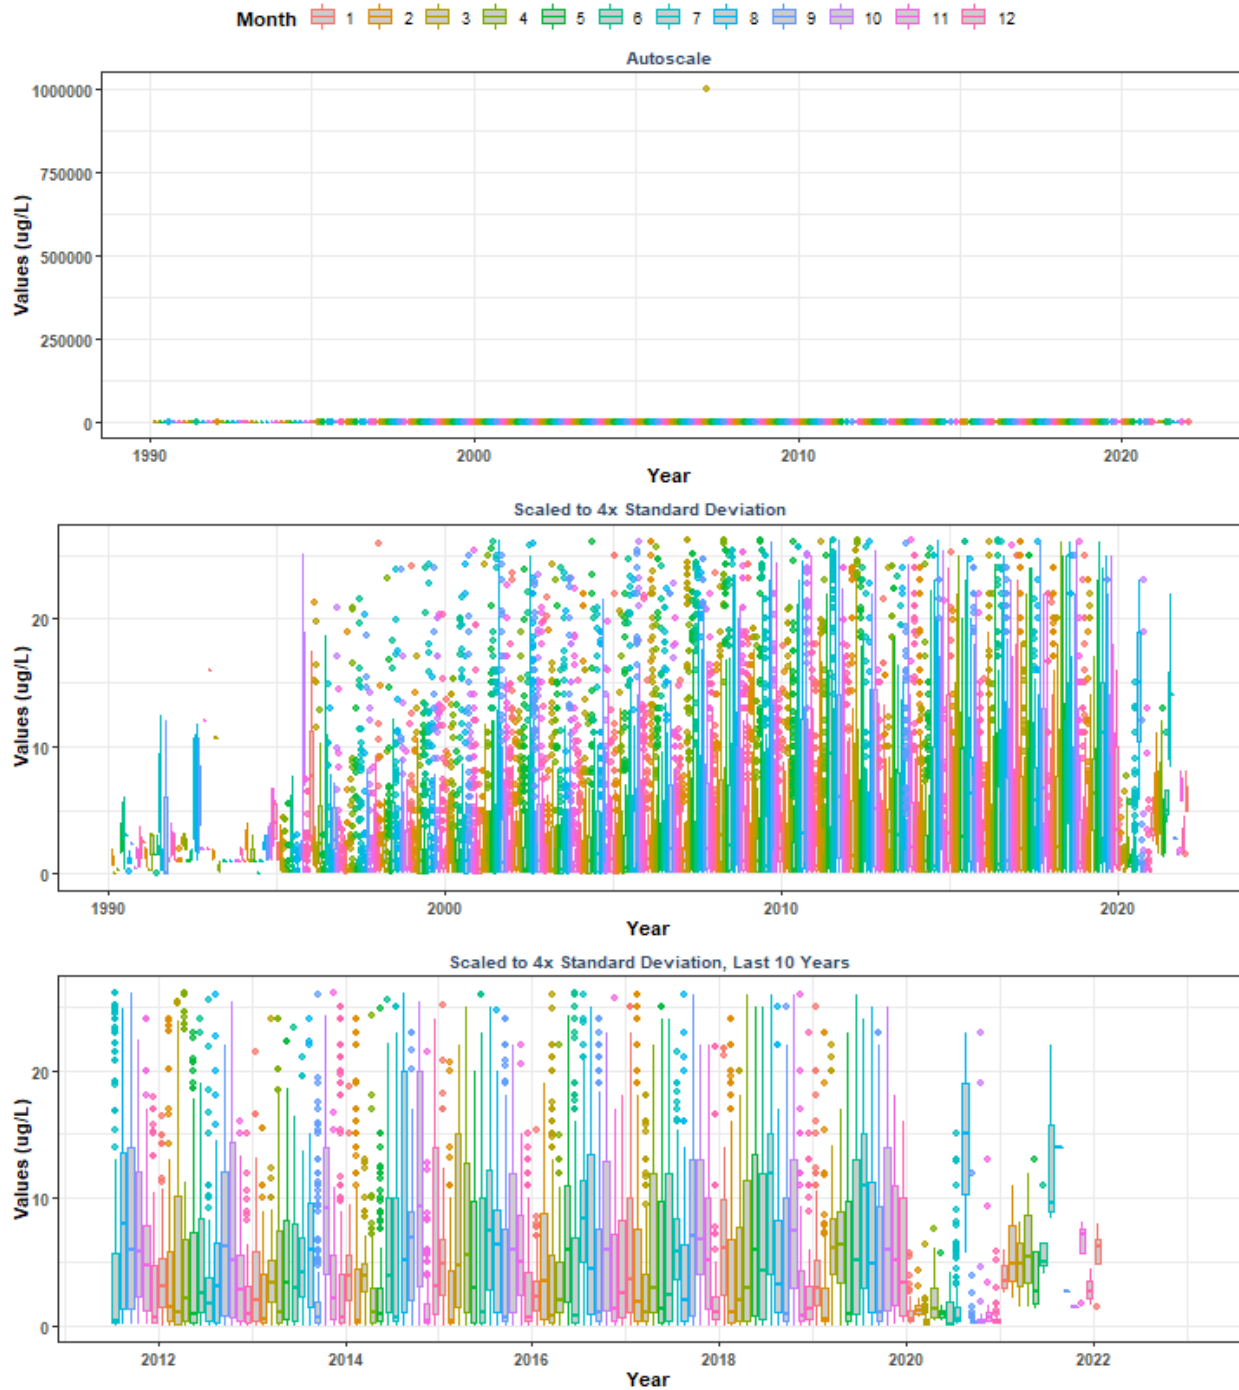 Month 1 2 3 4 5 6 7 8 9 10 11 12
Autoscale
1000000
750000
500000
250000
0
Values (ug/L)
1990 2000 2010 2020
Year
Scaled to 4x Standard Deviation
20
10
0
Values (ug/L)
1990 2000 2010 2020
Year
Scaled to 4x Standard Deviation, Last 10 Years
20
10
0
Values (ug/L)
2012 2014 2016 2018 2020 2022
Year